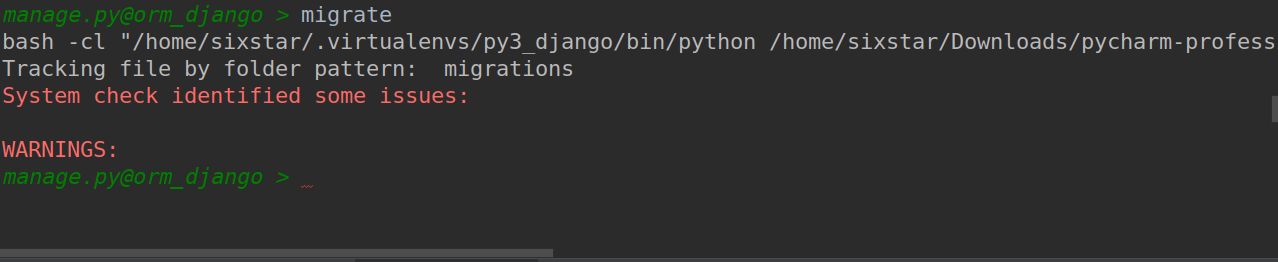 manage.py@orm_django > migrate
bash -cl "/home/sixstar/.virtualenvs/py3_django/bin/python /home/sixstar/Downloads/pycharm-profess
Tracking file by folder pattern:  migrations
System check identified some issues:
WARNINGS:
manage.py@orm_django >